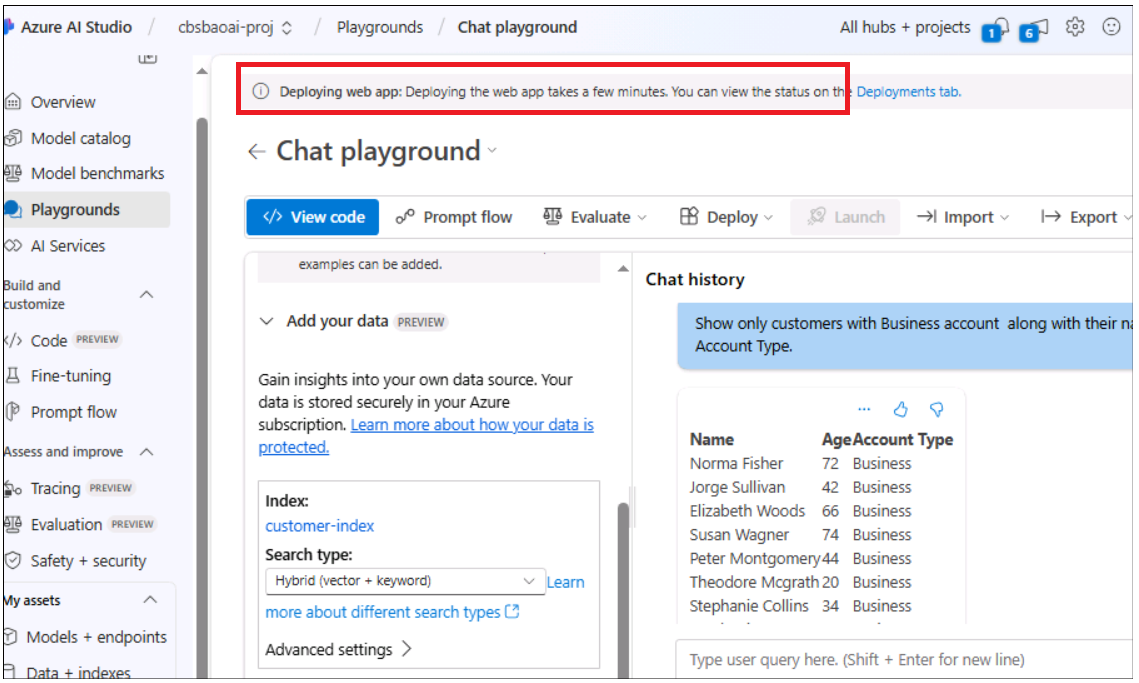 Azure AI Studio / cbsbaoai-proj / Playgrounds / Chat playground
All hubs + projects 1 6
Overview
Model catalog
Model benchmarks
Playgrounds
AI Services
Build and
customize
Code PREVIEW
Fine-tuning
Prompt flow
Assess and improve
Tracing PREVIEW
Evaluation PREVIEW
Safety + security
My assets
Models + endpoints
Data + indexes
Deploying web app: Deploying the web app takes a few minutes. You can view the status on the Deployments tab.
Chat playground
</> View code Prompt flow Evaluate Deploy Launch Import Export
examples can be added.
Add your data PREVIEW
Gain insights into your own data source. Your
data is stored securely in your Azure
subscription. Learn more about how your data is
protected.
Index:
customer-index
Search type:
Hybrid (vector + keyword) Learn
more about different search types
Advanced settings
Chat history
Show only customers with Business account along with their na
Account Type.
...
Name Age Account Type
Norma Fisher 72 Business
Jorge Sullivan 42 Business
Elizabeth Woods 66 Business
Susan Wagner 74 Business
Peter Montgomery 44 Business
Theodore Mcgrath 20 Business
Stephanie Collins 34 Business
Type user query here. (Shift + Enter for new line)